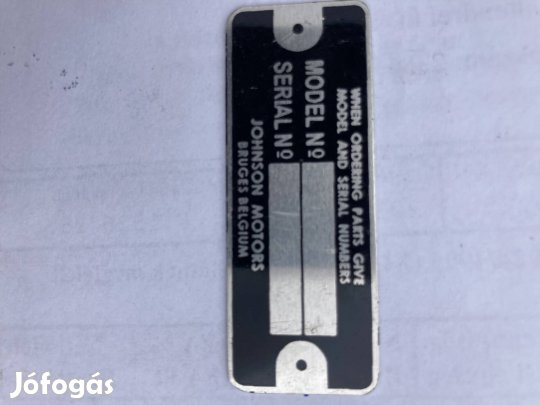 WHEN ORDERING PARTS GIVE
MODEL AND SERIAL NUMBERS
MODEL Nº
SERIAL Nº
JOHNSON MOTORS
BRUGES BELGIUM
Jófogás